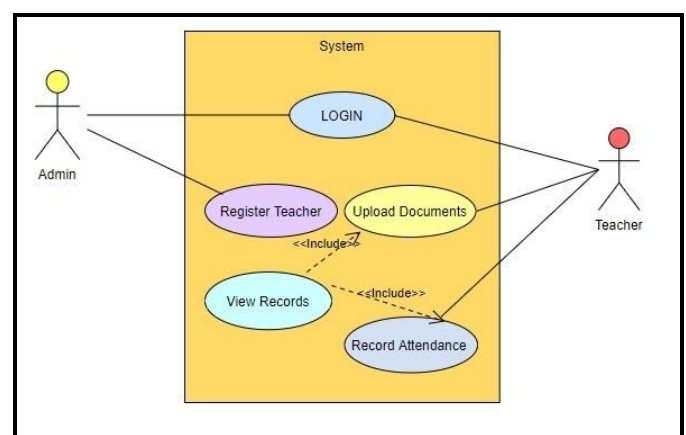 System
LOGIN
Admin
Teacher
Register Teacher
Upload Documents
<<Include>>
View Records
<<Include>>
Record Attendance